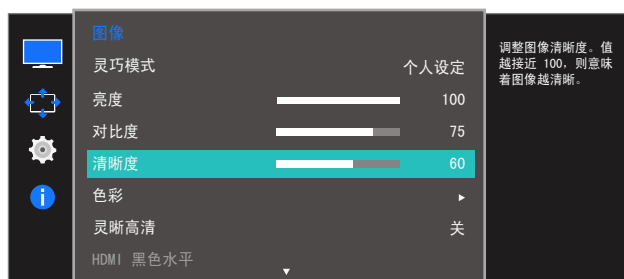 图像
灵巧模式 个人设定
亮度 100
对比度 75
清晰度 60
色彩
灵晰高清 关
HDMI 黑色水平
调整图像清晰度。值
越接近 100，则意味
着图像越清晰。